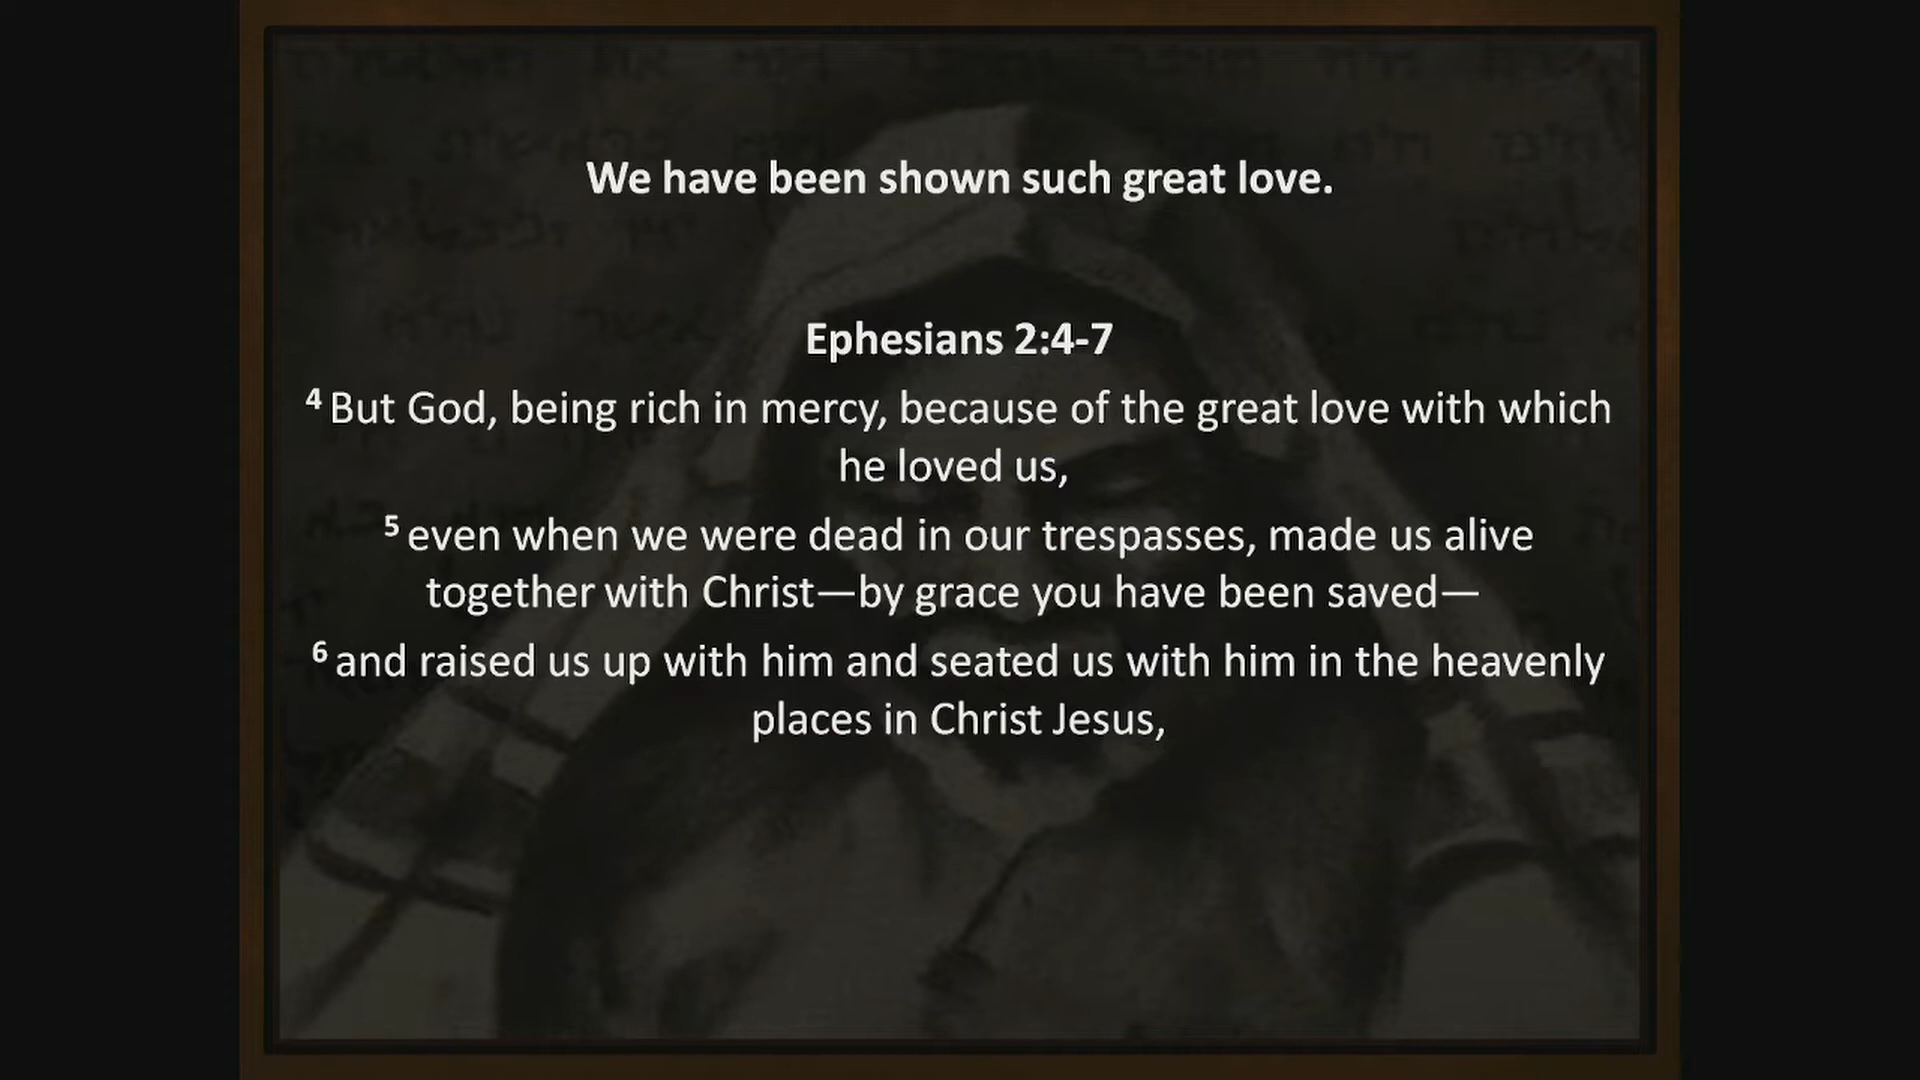 We have been shown such great love.
Ephesians 2:4-7
4 But God, being rich in mercy, because of the great love with which
he loved us,
5 even when we were dead in our trespasses, made us alive
together with Christ—by grace you have been saved—
6 and raised us up with him and seated us with him in the heavenly
places in Christ Jesus,